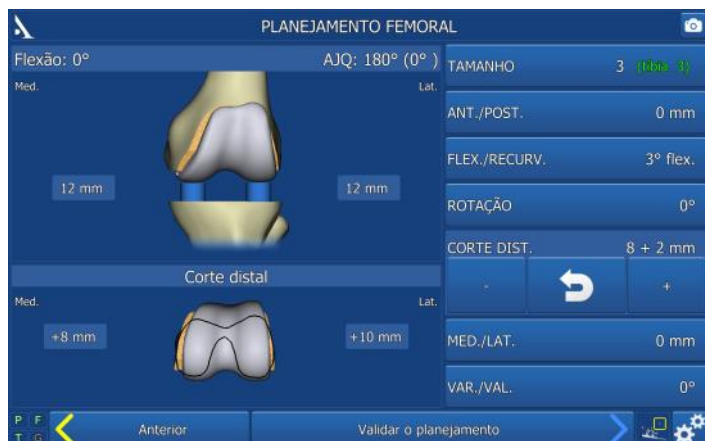 PLANEJAMENTO FEMORAL
Flexão: 0°
AJQ: 180° (0° )
Med.
Lat.
12 mm
12 mm
Corte distal
Med.
Lat.
+8 mm
+10 mm
TAMANHO 3 (tíbia 3)
ANT./POST. 0 mm
FLEX./RECURV. 3° flex.
ROTAÇÃO 0°
CORTE DIST. 8 + 2 mm
- +
MED./LAT. 0 mm
VAR./VAL. 0°
P F
T G
Anterior
Validar o planejamento